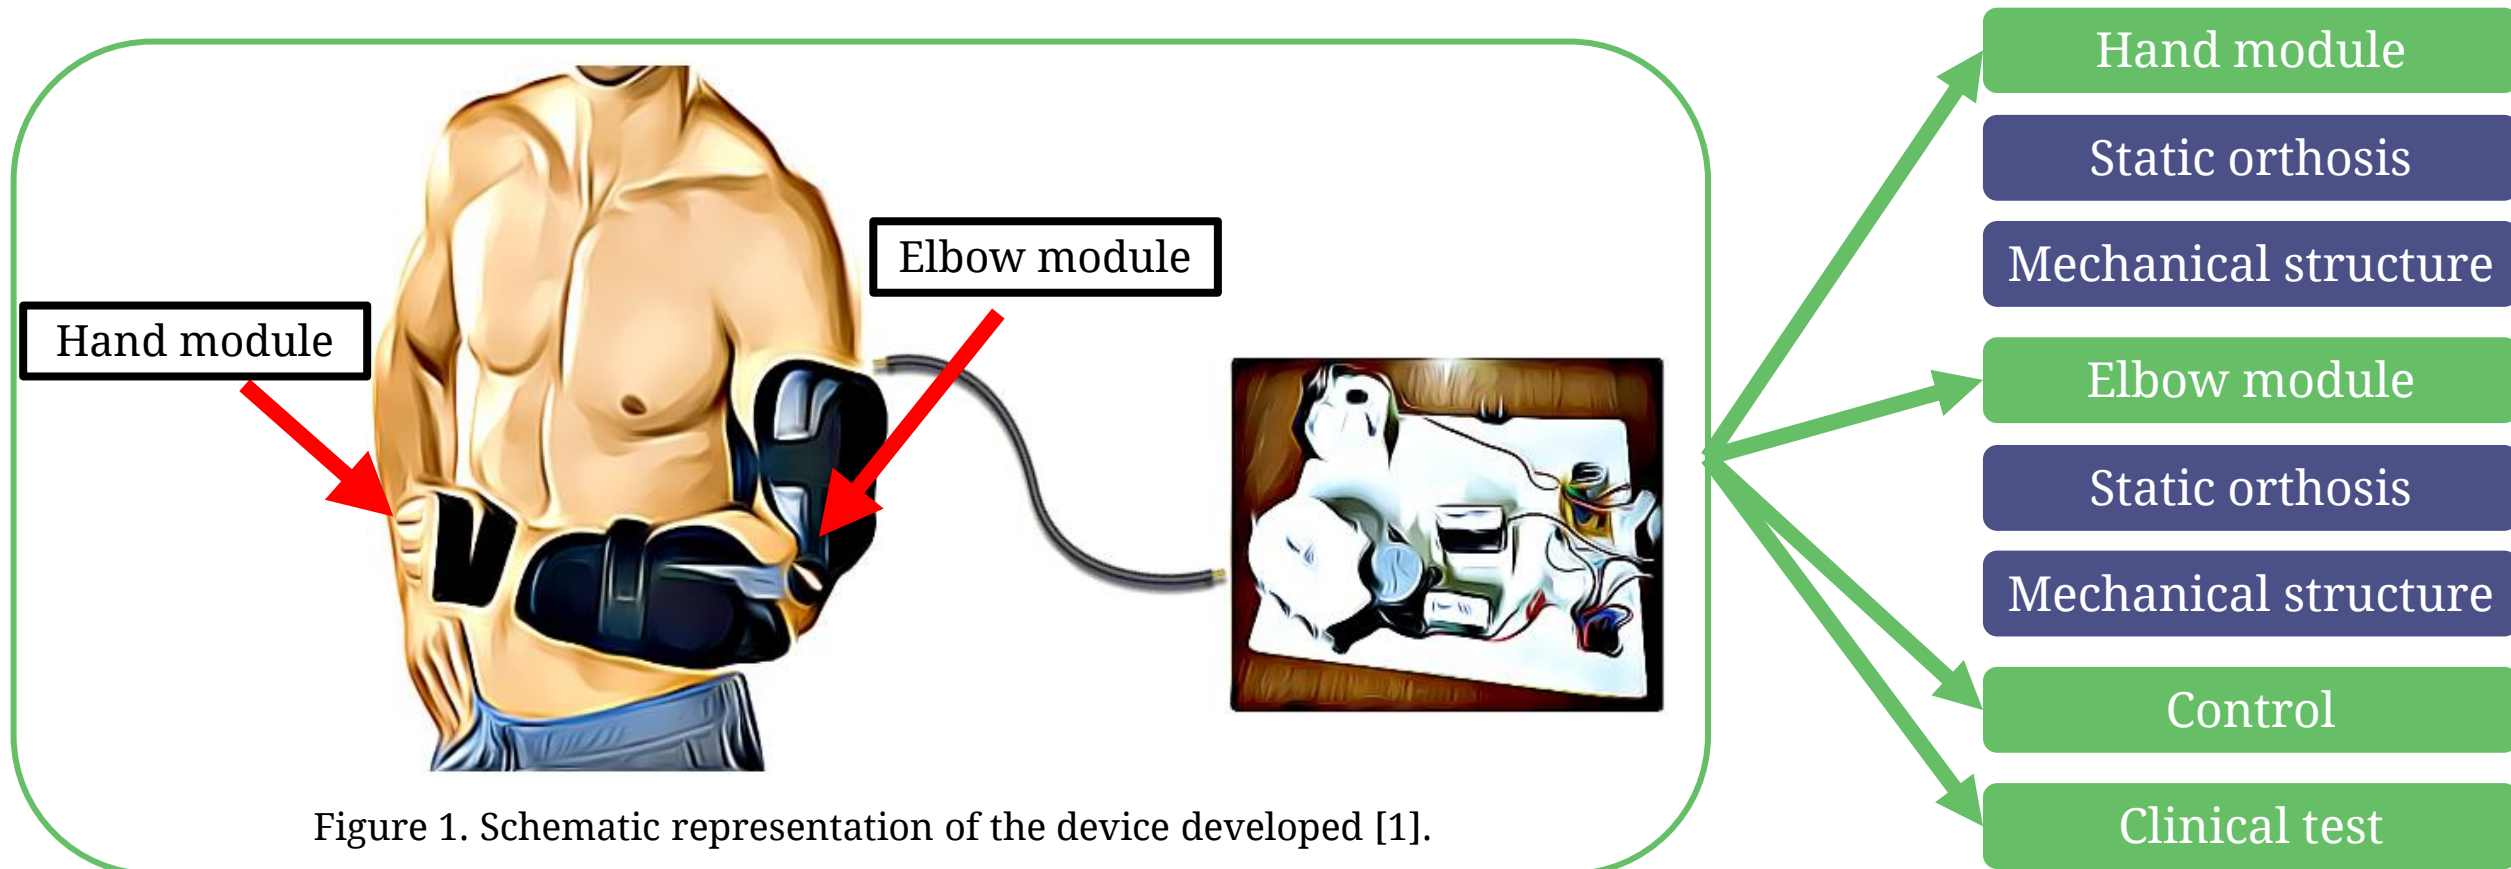 Hand module
Elbow module
Figure 1. Schematic representation of the device developed [1].
Hand module
Static orthosis
Mechanical structure
Elbow module
Static orthosis
Mechanical structure
Control
Clinical test